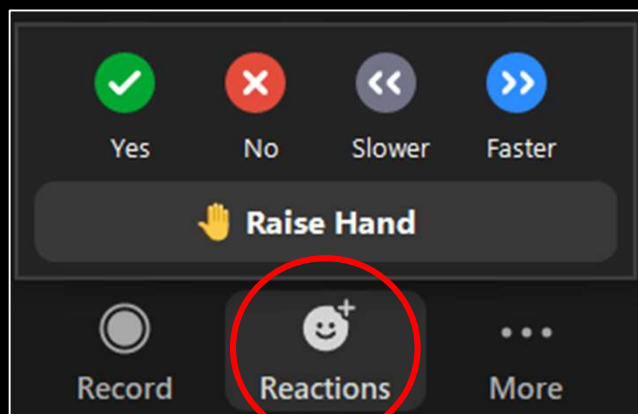 Yes No Slower Faster
Raise Hand
Record Reactions More